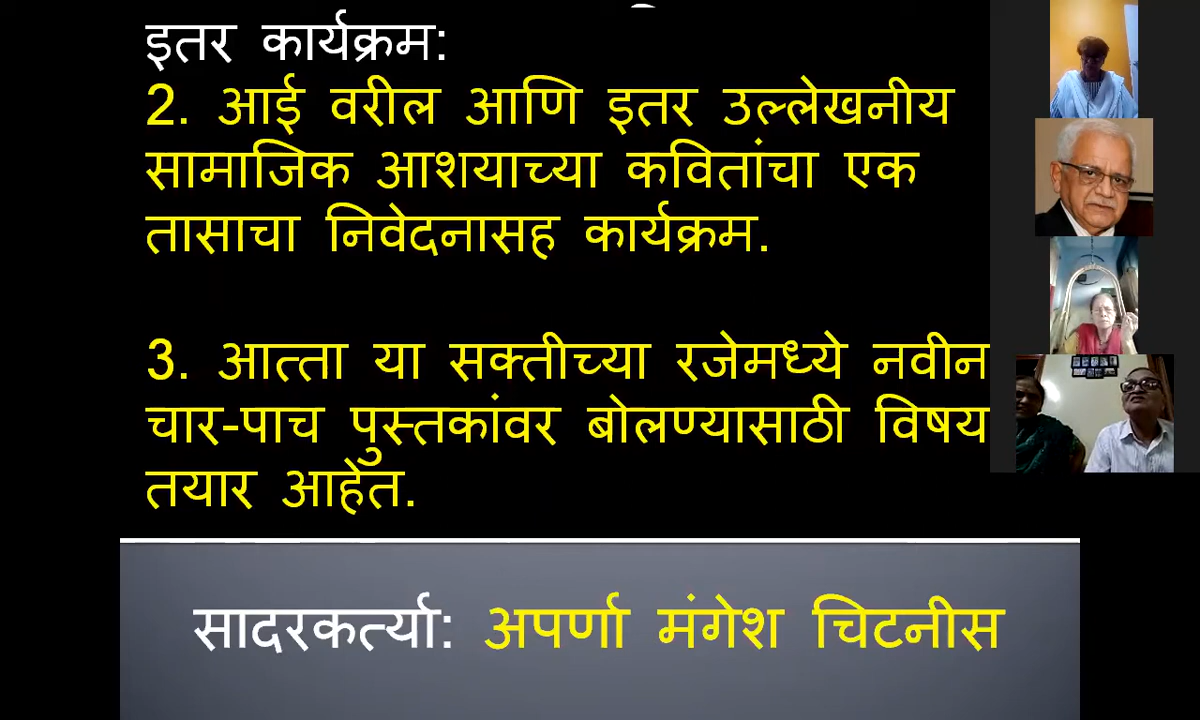 इतर कार्यक्रम:
2. आई वरील आणि इतर उल्लेखनीय
सामाजिक आशयाच्या कवितांचा एक
तासाचा निवेदनासह कार्यक्रम.
3. आत्ता या सक्तीच्या रजेमध्ये नवीन
चार-पाच पुस्तकांवर बोलण्यासाठी विषय
तयार आहेत.
सादरकर्त्या: अपर्णा मंगेश चिटनीस